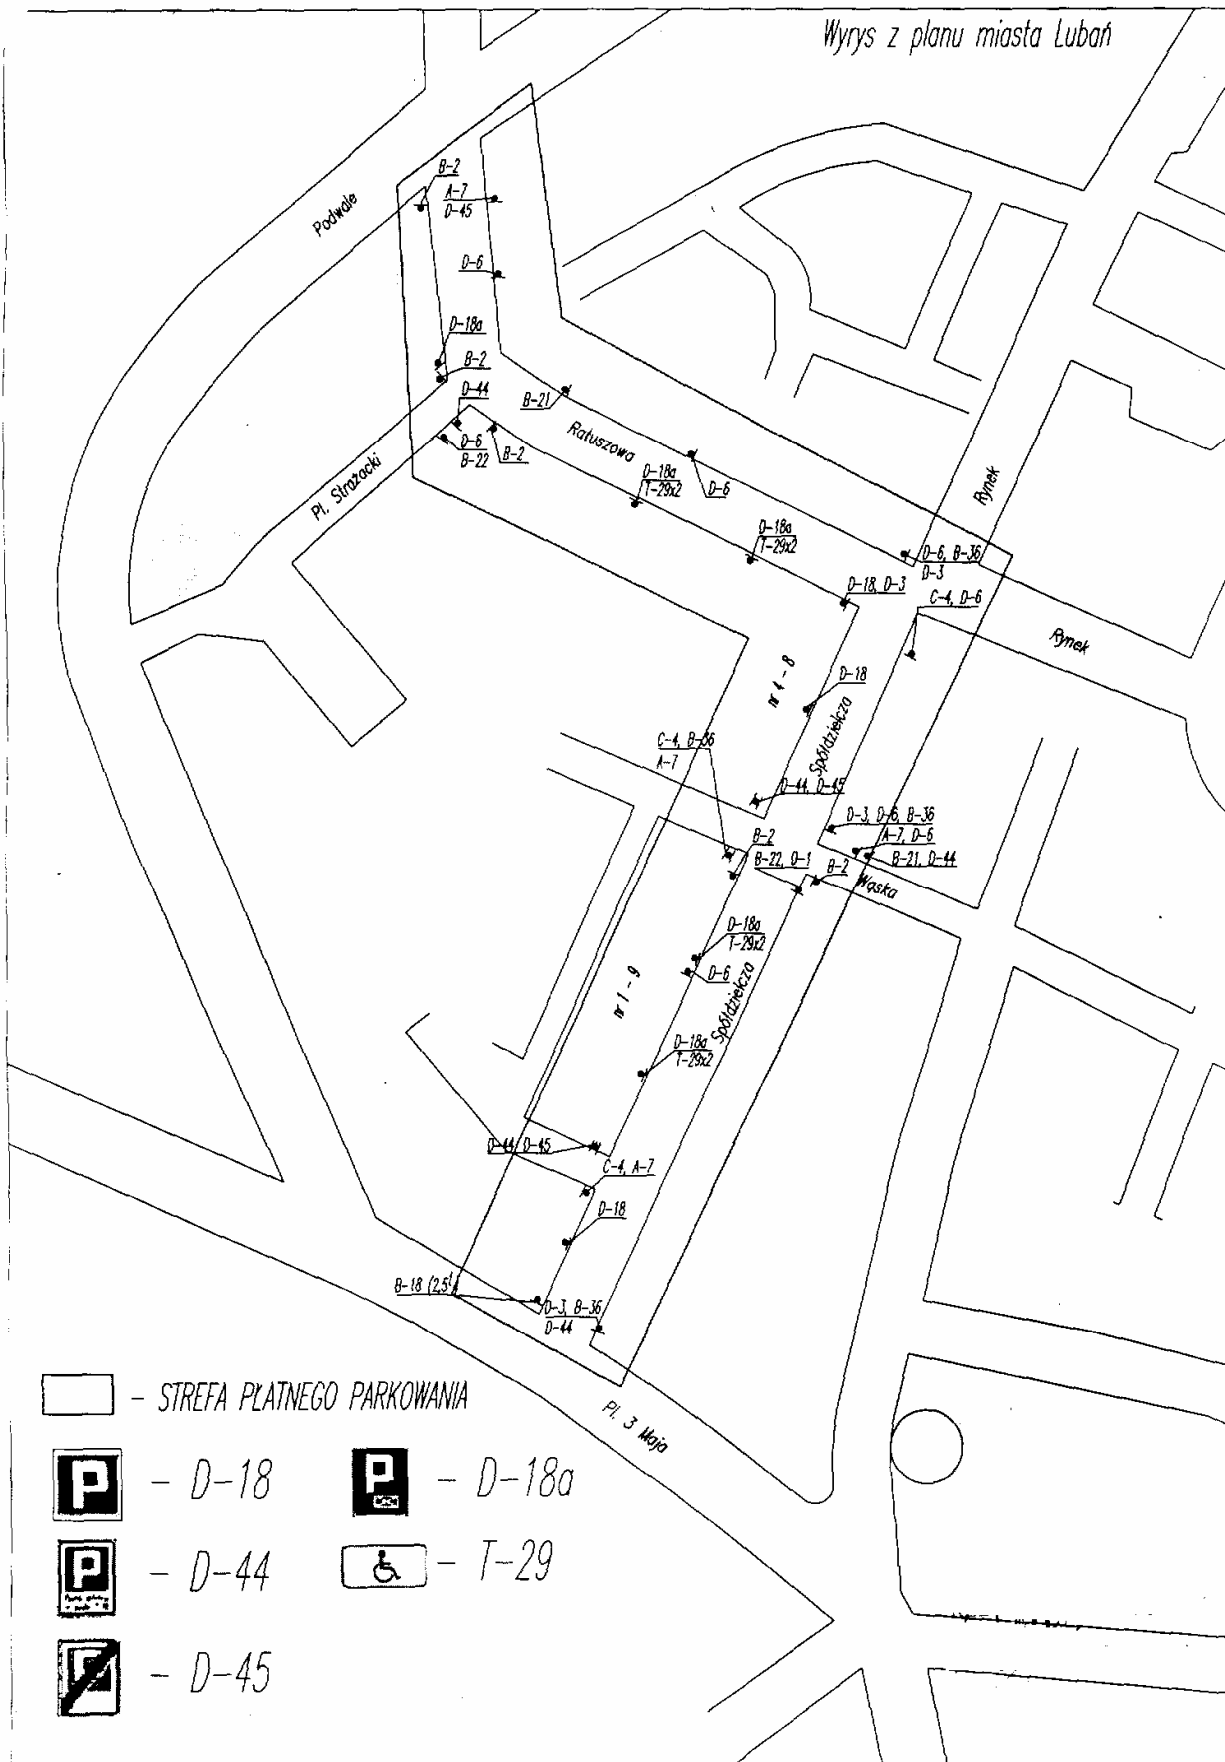 Wyrys z planu miasta Lubań
B-2
Podwale
A-7
D-45
D-6
D-18a
B-2
D-44
B-21
Ratuszowa
D-6
B-22
B-2
Pl. Strażacki
D-18a
T-29x2
D-6
Rynek
D-18a
T-29x2
D-6, B-36
D-3
D-18, D-3
C-4, D-6
Rynek
nr 4-8
D-18
Spółdzielcza
C-4, B-36
A-7
D-44, D-45
D-3, D-6, B-36
B-2
A-7, D-6
B-22, D-1
B-21, D-44
B-2
Wąska
D-18a
T-29x2
D-6
nr 1-9
Spółdzielcza
D-18a
T-29x2
D-44, D-45
C-4, A-7
D-18
B-18 (2,5t)
D-3, B-36
D-44
- STREFA PŁATNEGO PARKOWANIA
Pl. 3 Maja
P - D-18
P - D-18a
P - D-44
- T-29
- D-45